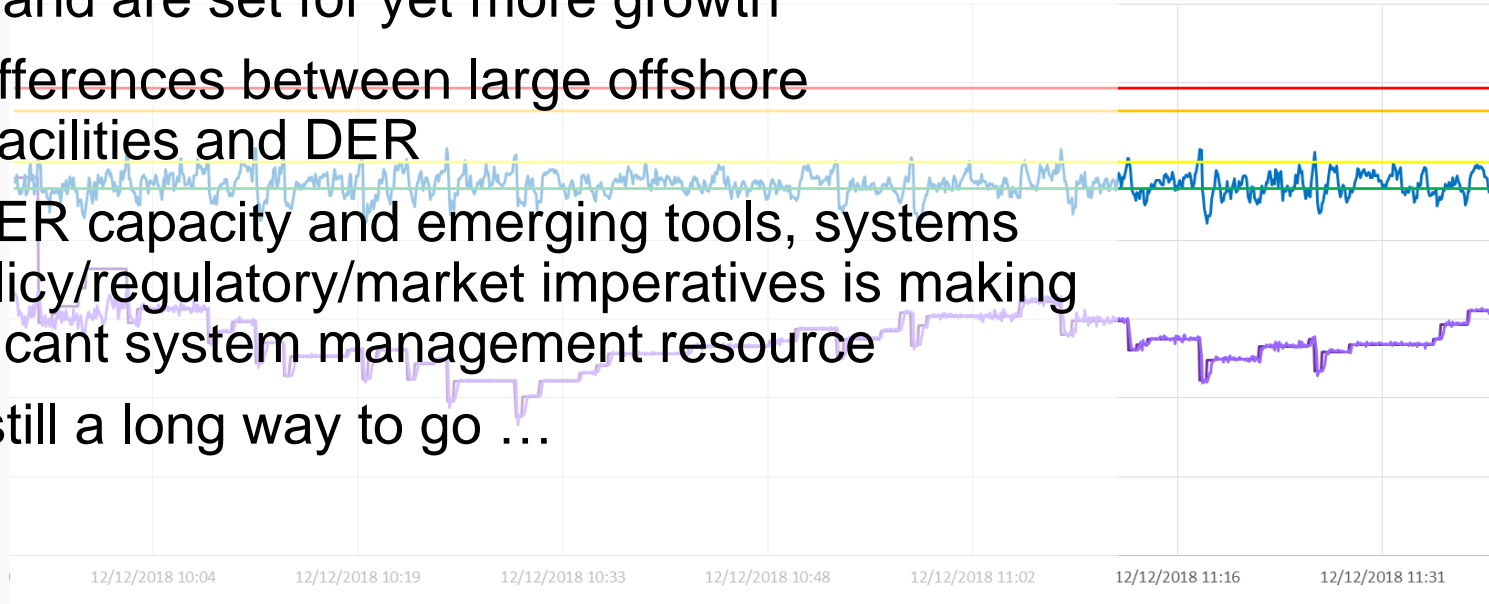 and are set for yet more growth
fferences between large offshore
acilities and DER
ER capacity and emerging tools, systems
licy/regulatory/market imperatives is making
cant system management resource
still a long way to go …
12/12/2018 10:04 12/12/2018 10:19 12/12/2018 10:33 12/12/2018 10:48 12/12/2018 11:02 12/12/2018 11:16 12/12/2018 11:31